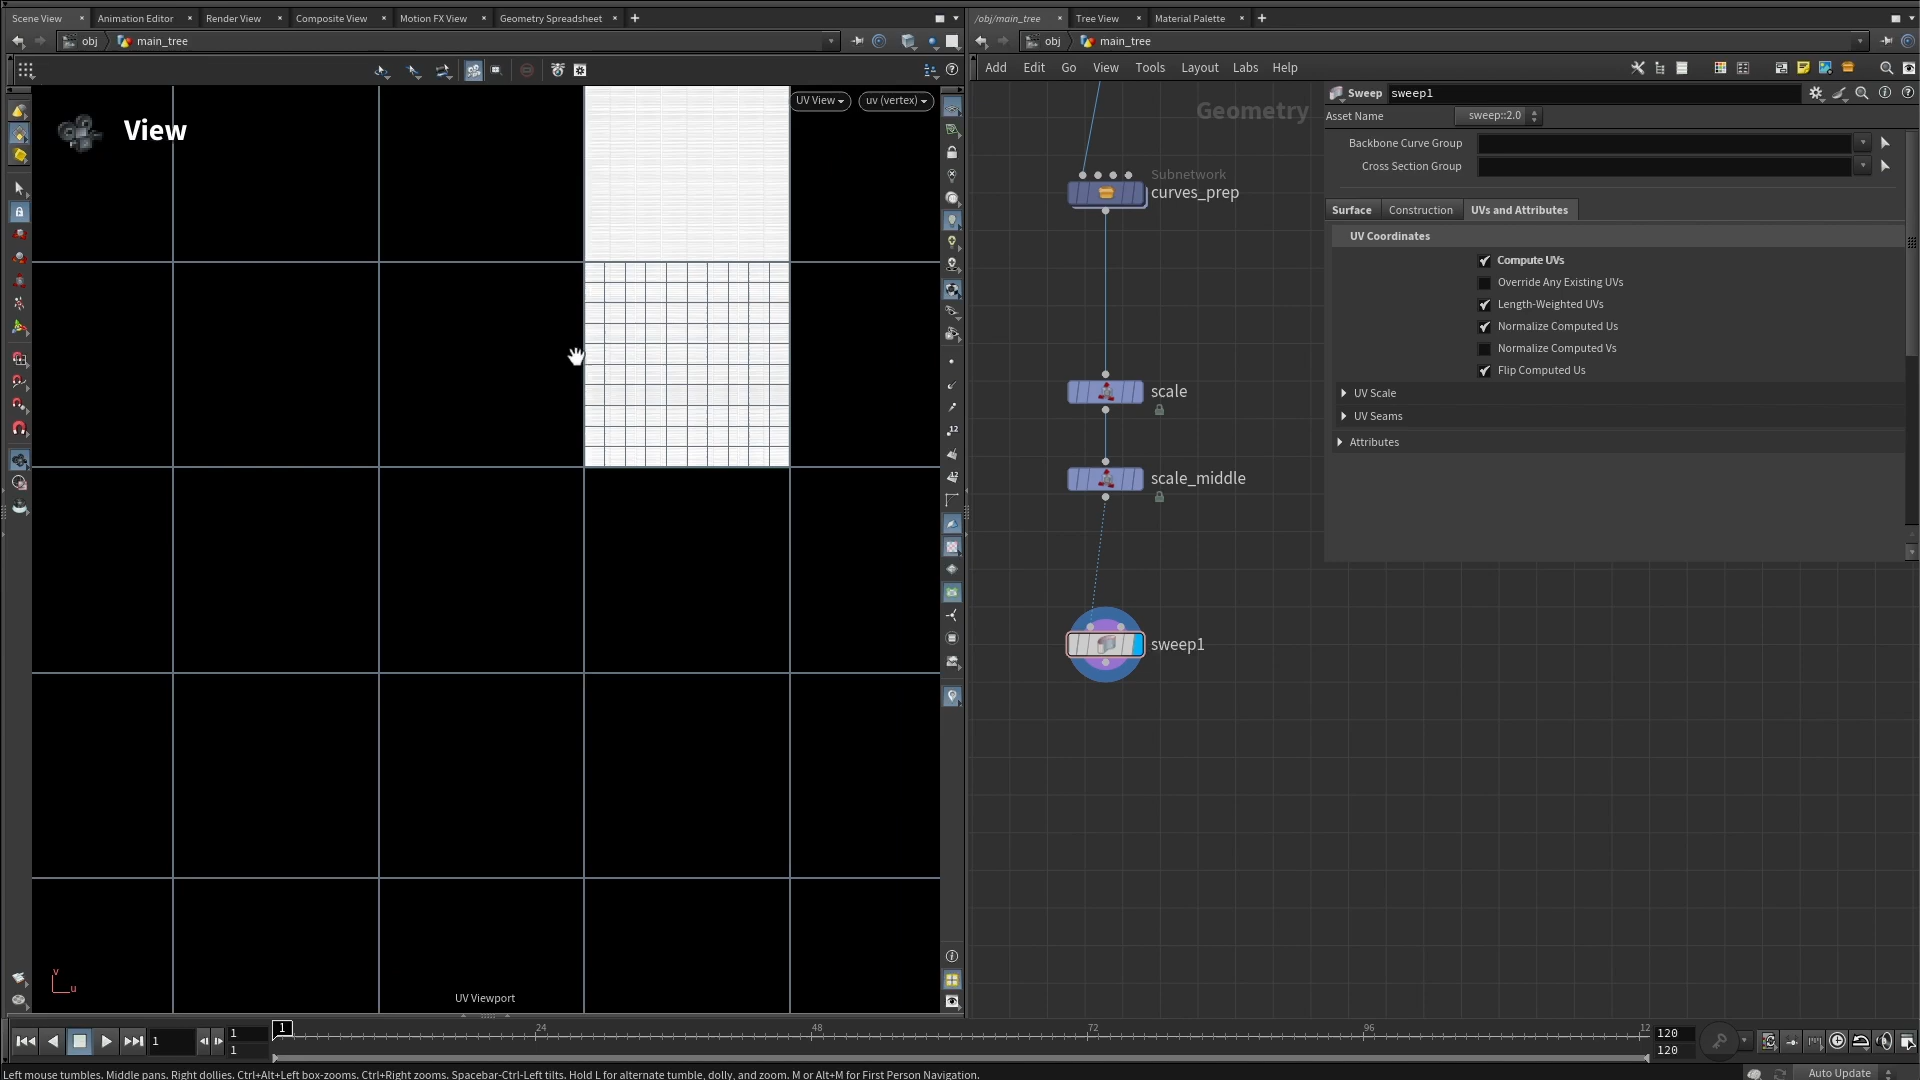 Scene View
Animation Editor
Render View
Composite View
Motion FX View
Geometry Spreadsheet
/obj/main_tree
Tree View
Material Palette
obj
main_tree
obj
main_tree
Add
Edit
Go
View
Tools
Layout
Labs
Help
View
UV View
uv (vertex)
Geometry
Sweep
sweep1
Asset Name
sweep::2.0
Backbone Curve Group
Cross Section Group
Surface
Construction
UVs and Attributes
UV Coordinates
Compute UVs
Override Any Existing UVs
Length-Weighted UVs
Normalize Computed Us
Normalize Computed Vs
Flip Computed Us
UV Scale
UV Seams
Attributes
Subnetwork
curves_prep
scale
scale_middle
sweep1
12
v
u
UV Viewport
1
1
1
1
24
48
72
96
12
120
120
Left mouse tumbles. Middle pans. Right dollies. Ctrl+Alt+Left box-zooms. Ctrl+Right zooms. Spacebar-Ctrl-Left tilts. Hold L for alternate tumble, dolly, and zoom. M or Alt+M for First Person Navigation.
Auto Update